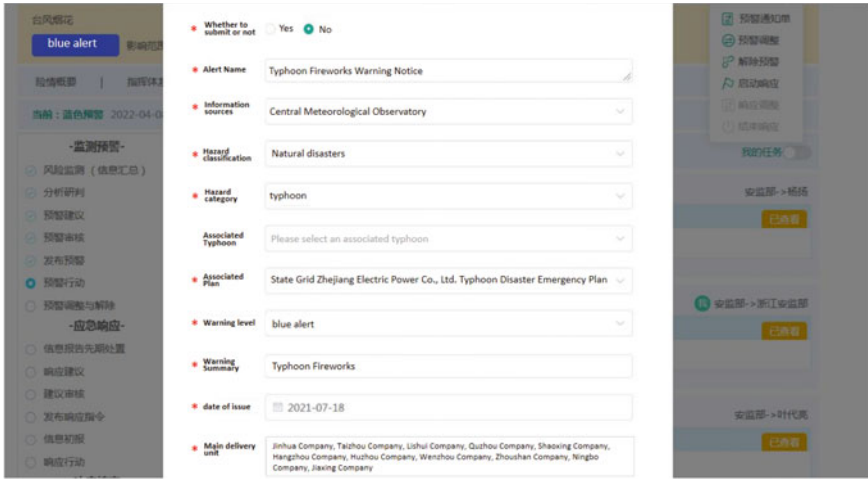 台风烟花
blue alert
影响范围
险情概要 | 指挥体系
当前：蓝色预警 2022-04-0
-监测预警-
风险监测（信息汇总）
分析研判
预警建议
预警审核
发布预警
预警行动
预警调整与解除
-应急响应-
信息报告先期处置
响应建议
建议审核
发布响应指令
信息初报
响应行动
* Whether to submit or not Yes No
* Alert Name Typhoon Fireworks Warning Notice
* Information sources Central Meteorological Observatory
* Hazard classification Natural disasters
* Hazard category typhoon
Associated Typhoon Please select an associated typhoon
* Associated Plan State Grid Zhejiang Electric Power Co., Ltd. Typhoon Disaster Emergency Plan
* Warning level blue alert
* Warning Summary Typhoon Fireworks
* date of issue 2021-07-18
* Main delivery unit Jinhua Company, Taizhou Company, Lishui Company, Quzhou Company, Shaoxing Company,
Hangzhou Company, Huzhou Company, Wenzhou Company, Zhoushan Company, Ningbo
Company, Jiaxing Company
预警通知单
预警调整
解除预警
启动响应
响应调整
结束响应
我的任务
安监部->杨扬
已查看
安监部->浙江安监部
已查看
安监部->叶代亮
已查看